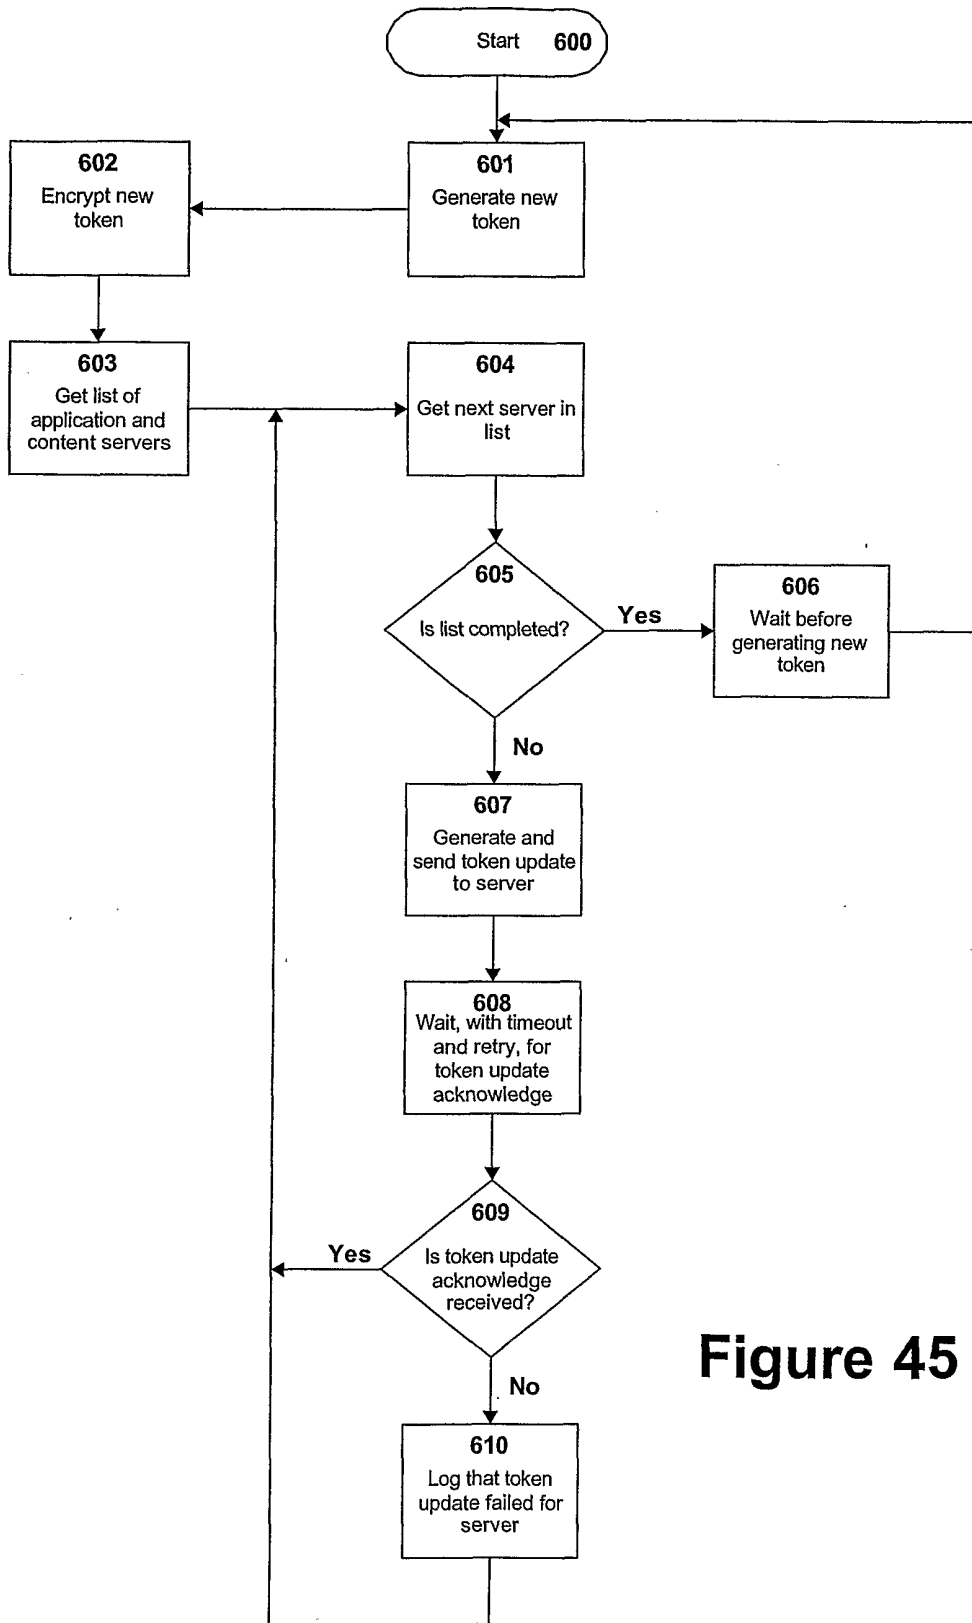 Start 600
601
Generate new
token
602
Encrypt new
token
603
Get list of
application and
content servers
604
Get next server in
list
605
Is list completed?
Yes
606
Wait before
generating new
token
No
607
Generate and
send token update
to server
608
Wait, with timeout
and retry, for
token update
acknowledge
609
Is token update
acknowledge
received?
Yes
No
610
Log that token
update failed for
server
Figure 45